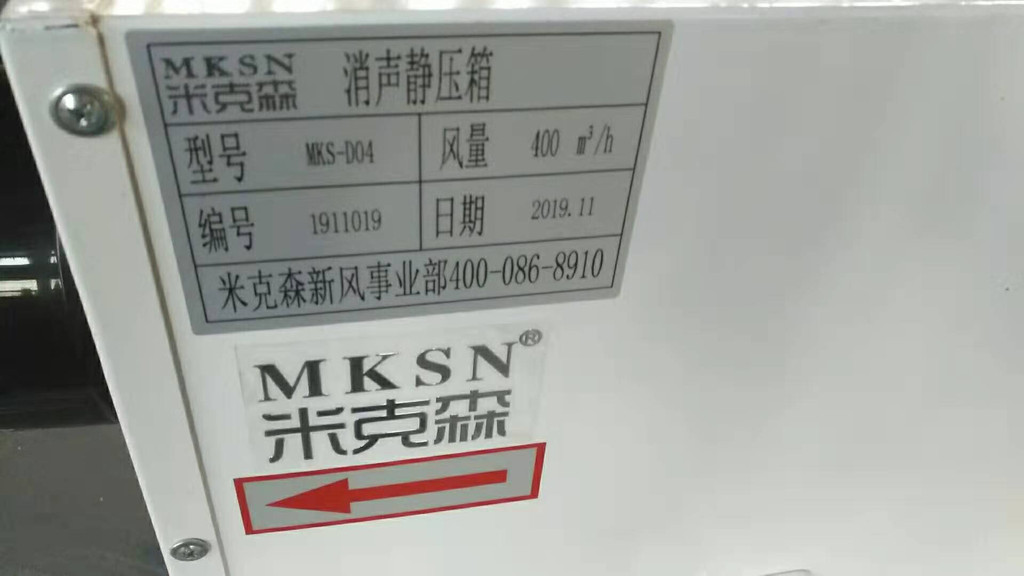 MKSN
米克森
消声静压箱
型号 MKS-D04 风量 400 m³/h
编号 1911019 日期 2019.11
米克森新风事业部400-086-8910
MKSN®
米克森